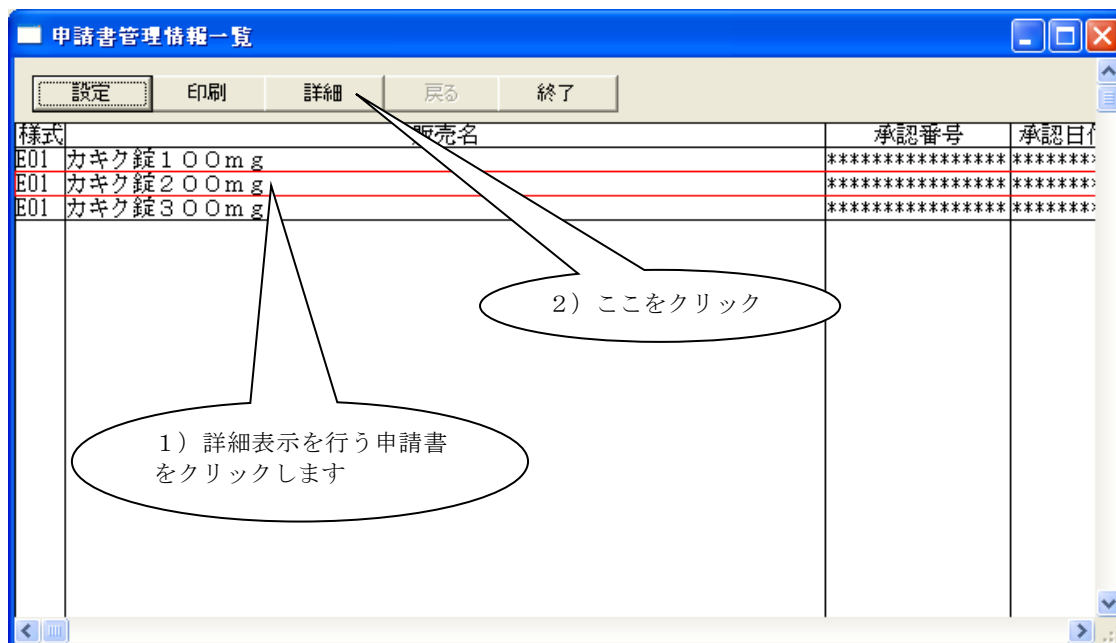 申請書管理情報一覧
設定 印刷 詳細 戻る 終了
様式 販売名 承認番号 承認日付
E01 カキク錠100mg **************** *******
E01 カキク錠200mg **************** *******
E01 カキク錠300mg **************** *******
2)ここをクリック
1)詳細表示を行う申請書
をクリックします